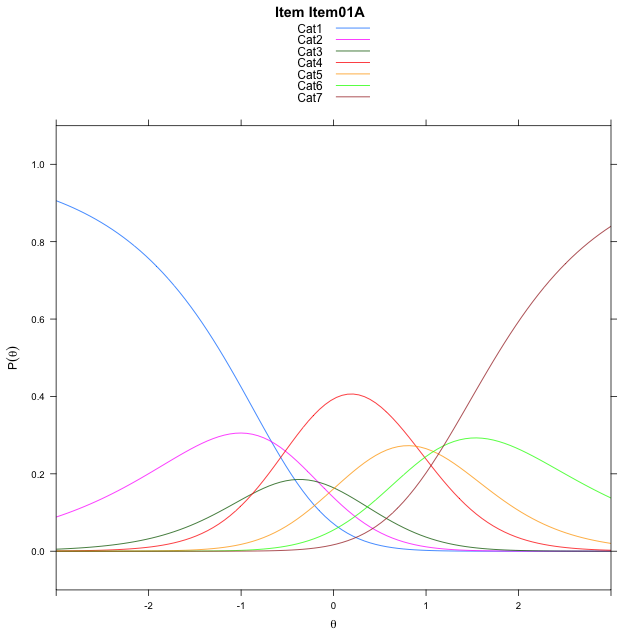 Item Item01A
Cat1
Cat2
Cat3
Cat4
Cat5
Cat6
Cat7
1.0
0.8
0.6
0.4
0.2
0.0
P(θ)
-2 -1 0 1 2
θ